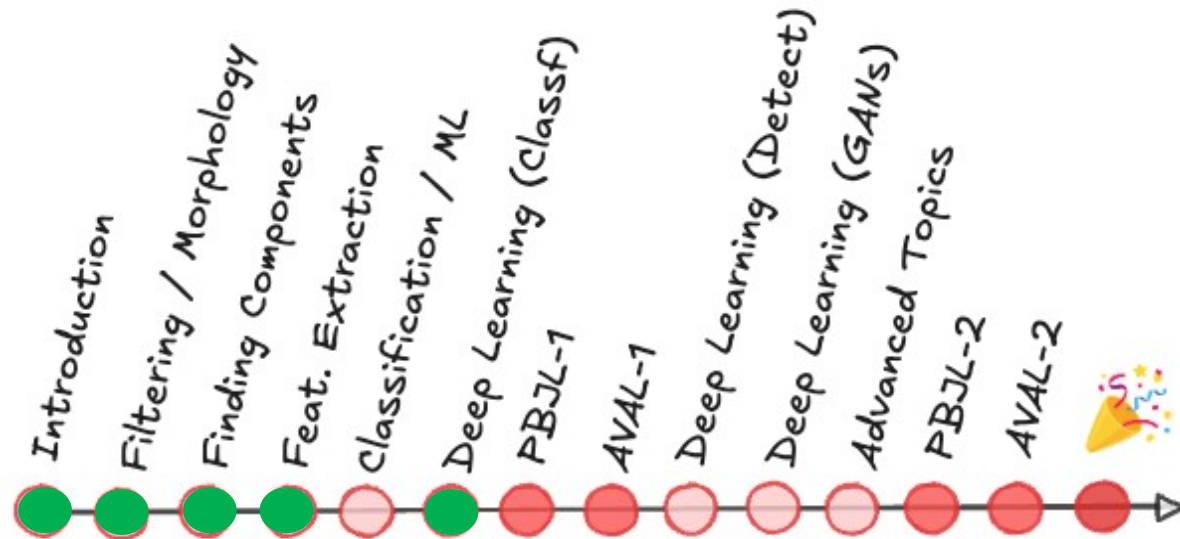 Introduction
Filtering / Morphology
Finding Components
Feat. Extraction
Classification / ML
Deep Learning (Classf)
PBJL-1
AVAL-1
Deep Learning (Detect)
Deep Learning (GANs)
Advanced Topics
PBJL-2
AVAL-2